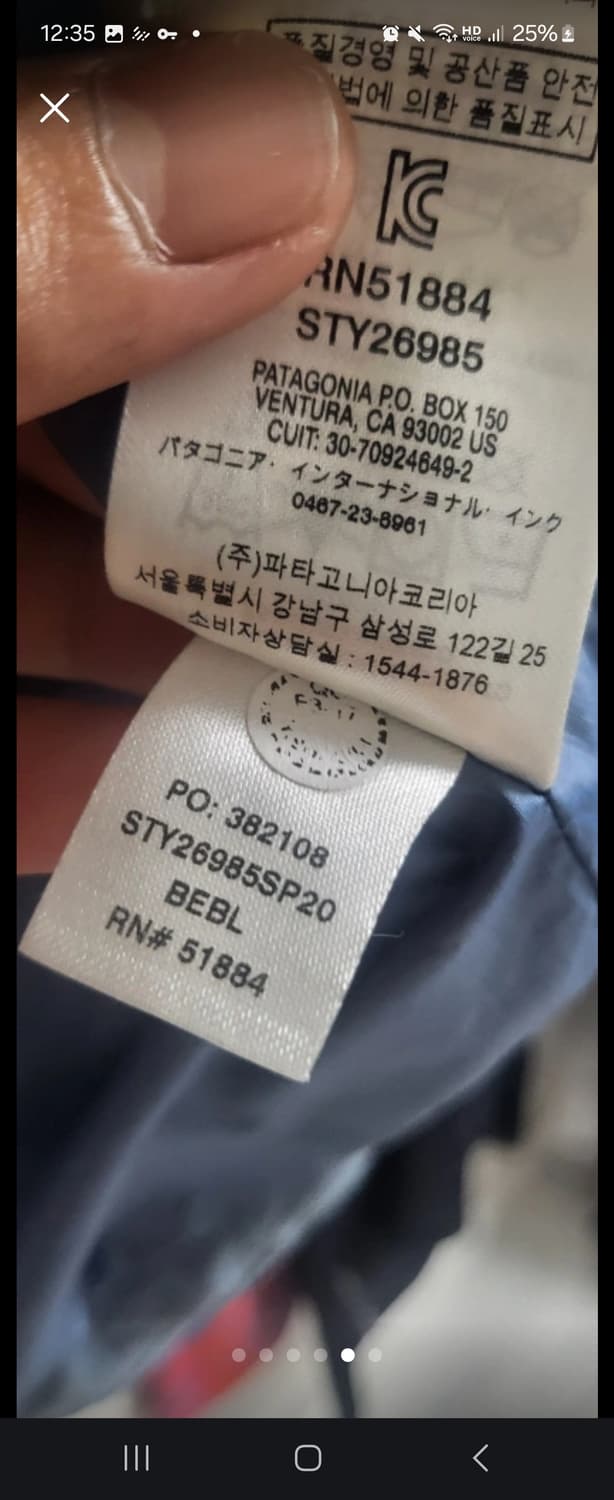 12:35
HD voice
25%
품질경영 및 공산품 안전
법에 의한 품질표시
RN51884
STY26985
PATAGONIA P.O. BOX 150
VENTURA, CA 93002 US
CUIT: 30-70924649-2
パタゴニア・インターナショナル・インク
0467-23-8961
(주)파타고니아코리아
서울특별시 강남구 삼성로 122길 25
소비자상담실 : 1544-1876
PO: 382108
STY26985SP20
BEBL
RN# 51884